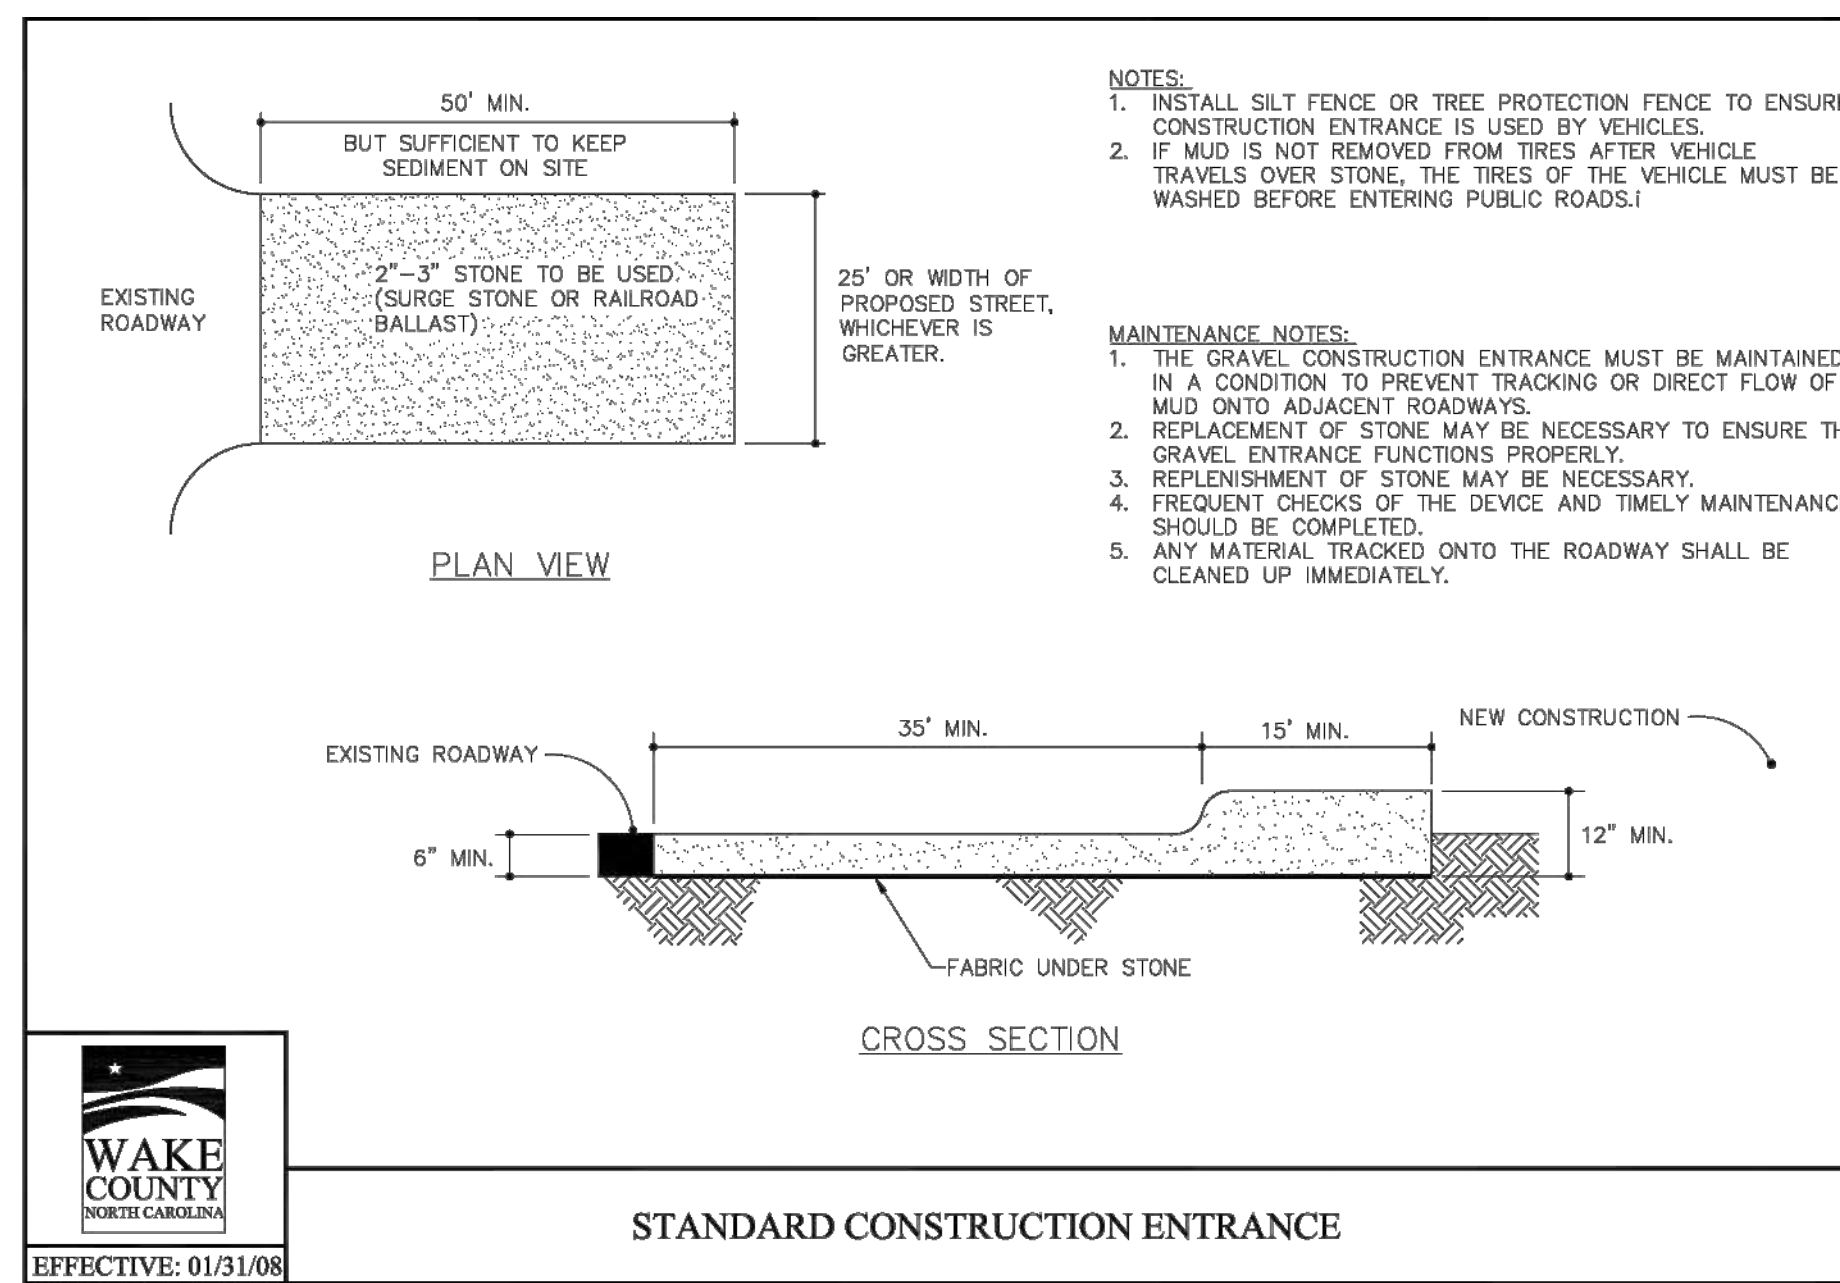 50' MIN.
BUT SUFFICIENT TO KEEP
SEDIMENT ON SITE
EXISTING
ROADWAY
2"-3" STONE TO BE USED.
(SURGE STONE OR RAILROAD
BALLAST)
25' OR WIDTH OF
PROPOSED STREET,
WHICHEVER IS
GREATER.
PLAN VIEW
NOTES:
1. INSTALL SILT FENCE OR TREE PROTECTION FENCE TO ENSURE
CONSTRUCTION ENTRANCE IS USED BY VEHICLES.
2. IF MUD IS NOT REMOVED FROM TIRES AFTER VEHICLE
TRAVELS OVER STONE, THE TIRES OF THE VEHICLE MUST BE
WASHED BEFORE ENTERING PUBLIC ROADS.i
MAINTENANCE NOTES:
1. THE GRAVEL CONSTRUCTION ENTRANCE MUST BE MAINTAINED
IN A CONDITION TO PREVENT TRACKING OR DIRECT FLOW OF
MUD ONTO ADJACENT ROADWAYS.
2. REPLACEMENT OF STONE MAY BE NECESSARY TO ENSURE TH
GRAVEL ENTRANCE FUNCTIONS PROPERLY.
3. REPLENISHMENT OF STONE MAY BE NECESSARY.
4. FREQUENT CHECKS OF THE DEVICE AND TIMELY MAINTENANC
SHOULD BE COMPLETED.
5. ANY MATERIAL TRACKED ONTO THE ROADWAY SHALL BE
CLEANED UP IMMEDIATELY.
35' MIN.
15' MIN.
NEW CONSTRUCTION
EXISTING ROADWAY
6" MIN.
12" MIN.
FABRIC UNDER STONE
CROSS SECTION
WAKE
COUNTY
NORTH CAROLINA
EFFECTIVE: 01/31/08
STANDARD CONSTRUCTION ENTRANCE